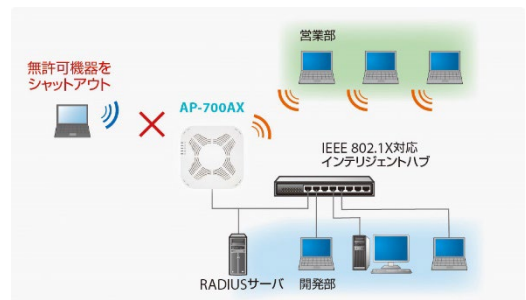 営業部
無許可機器を
シャットアウト
AP-700AX
IEEE 802.1X対応
インテリジェントハブ
RADIUSサーバ
開発部